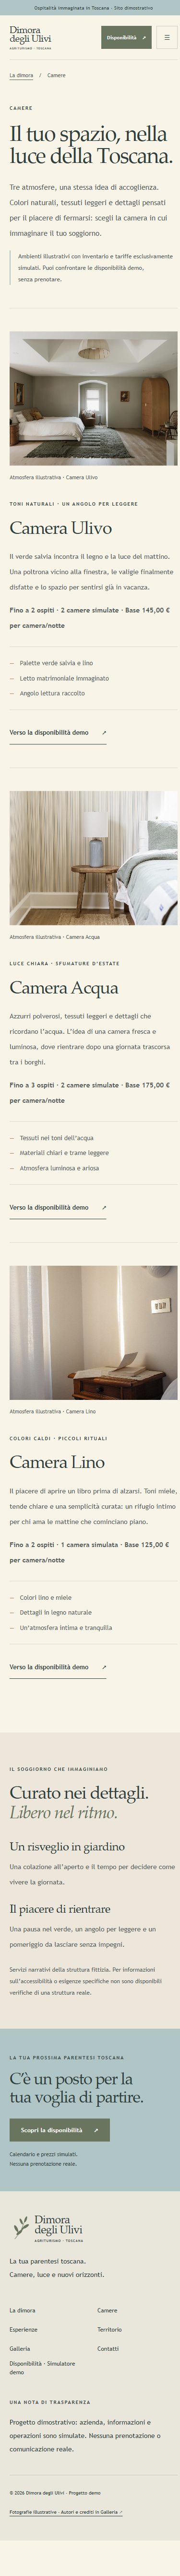 Ospitalità immaginata in Toscana · Sito dimostrativo
Dimora
degli Ulivi
AGRITURISMO · TOSCANA
Disponibilità ↗
La dimora / Camere
CAMERE
Il tuo spazio, nella
luce della Toscana.
Tre atmosfere, una stessa idea di accoglienza.
Colori naturali, tessuti leggeri e dettagli pensati
per il piacere di fermarsi: scegli la camera in cui
immaginare il tuo soggiorno.
Ambienti illustrativi con inventario e tariffe esclusivamente
simulati. Puoi confrontare le disponibilità demo,
senza prenotare.
Atmosfera illustrativa · Camera Ulivo
TONI NATURALI · UN ANGOLO PER LEGGERE
Camera Ulivo
Il verde salvia incontra il legno e la luce del mattino.
Una poltrona vicino alla finestra, le valigie finalmente
disfatte e lo spazio per sentirsi già in vacanza.
Fino a 2 ospiti · 2 camere simulate · Base 145,00 €
per camera/notte
— Palette verde salvia e lino
— Letto matrimoniale immaginato
— Angolo lettura raccolto
Verso la disponibilità demo ↗
Atmosfera illustrativa · Camera Acqua
LUCE CHIARA · SFUMATURE D’ESTATE
Camera Acqua
Azzurri polverosi, tessuti leggeri e dettagli che
ricordano l’acqua. L’idea di una camera fresca e
luminosa, dove rientrare dopo una giornata trascorsa
tra i borghi.
Fino a 3 ospiti · 2 camere simulate · Base 175,00 €
per camera/notte
— Tessuti nei toni dell’acqua
— Materiali chiari e trame leggere
— Atmosfera luminosa e ariosa
Verso la disponibilità demo ↗
Atmosfera illustrativa · Camera Lino
COLORI CALDI · PICCOLI RITUALI
Camera Lino
Il piacere di aprire un libro prima di alzarsi. Toni miele,
tende chiare e una semplicità curata: un rifugio intimo
per chi ama le mattine che cominciano piano.
Fino a 2 ospiti · 1 camera simulata · Base 125,00 €
per camera/notte
— Colori lino e miele
— Dettagli in legno naturale
— Un’atmosfera intima e tranquilla
Verso la disponibilità demo ↗
IL SOGGIORNO CHE IMMAGINIAMO
Curato nei dettagli.
Libero nel ritmo.
Un risveglio in giardino
Una colazione all’aperto e il tempo per decidere come
vivere la giornata.
Il piacere di rientrare
Una pausa nel verde, un angolo per leggere e un
pomeriggio da lasciare senza impegni.
Servizi narrativi della struttura fittizia. Per informazioni
sull’accessibilità o esigenze specifiche non sono disponibili
verifiche di una struttura reale.
LA TUA PROSSIMA PARENTESI TOSCANA
C’è un posto per la
tua voglia di partire.
Scopri la disponibilità ↗
Calendario e prezzi simulati.
Nessuna prenotazione reale.
Dimora
degli Ulivi
AGRITURISMO · TOSCANA
La tua parentesi toscana.
Camere, luce e nuovi orizzonti.
La dimora Camere
Esperienze Territorio
Galleria Contatti
Disponibilità · Simulatore
demo
UNA NOTA DI TRASPARENZA
Progetto dimostrativo: azienda, informazioni e
operazioni sono simulate. Nessuna prenotazione o
comunicazione reale.
© 2026 Dimora degli Ulivi · Progetto demo
Fotografie illustrative · Autori e crediti in Galleria ↗